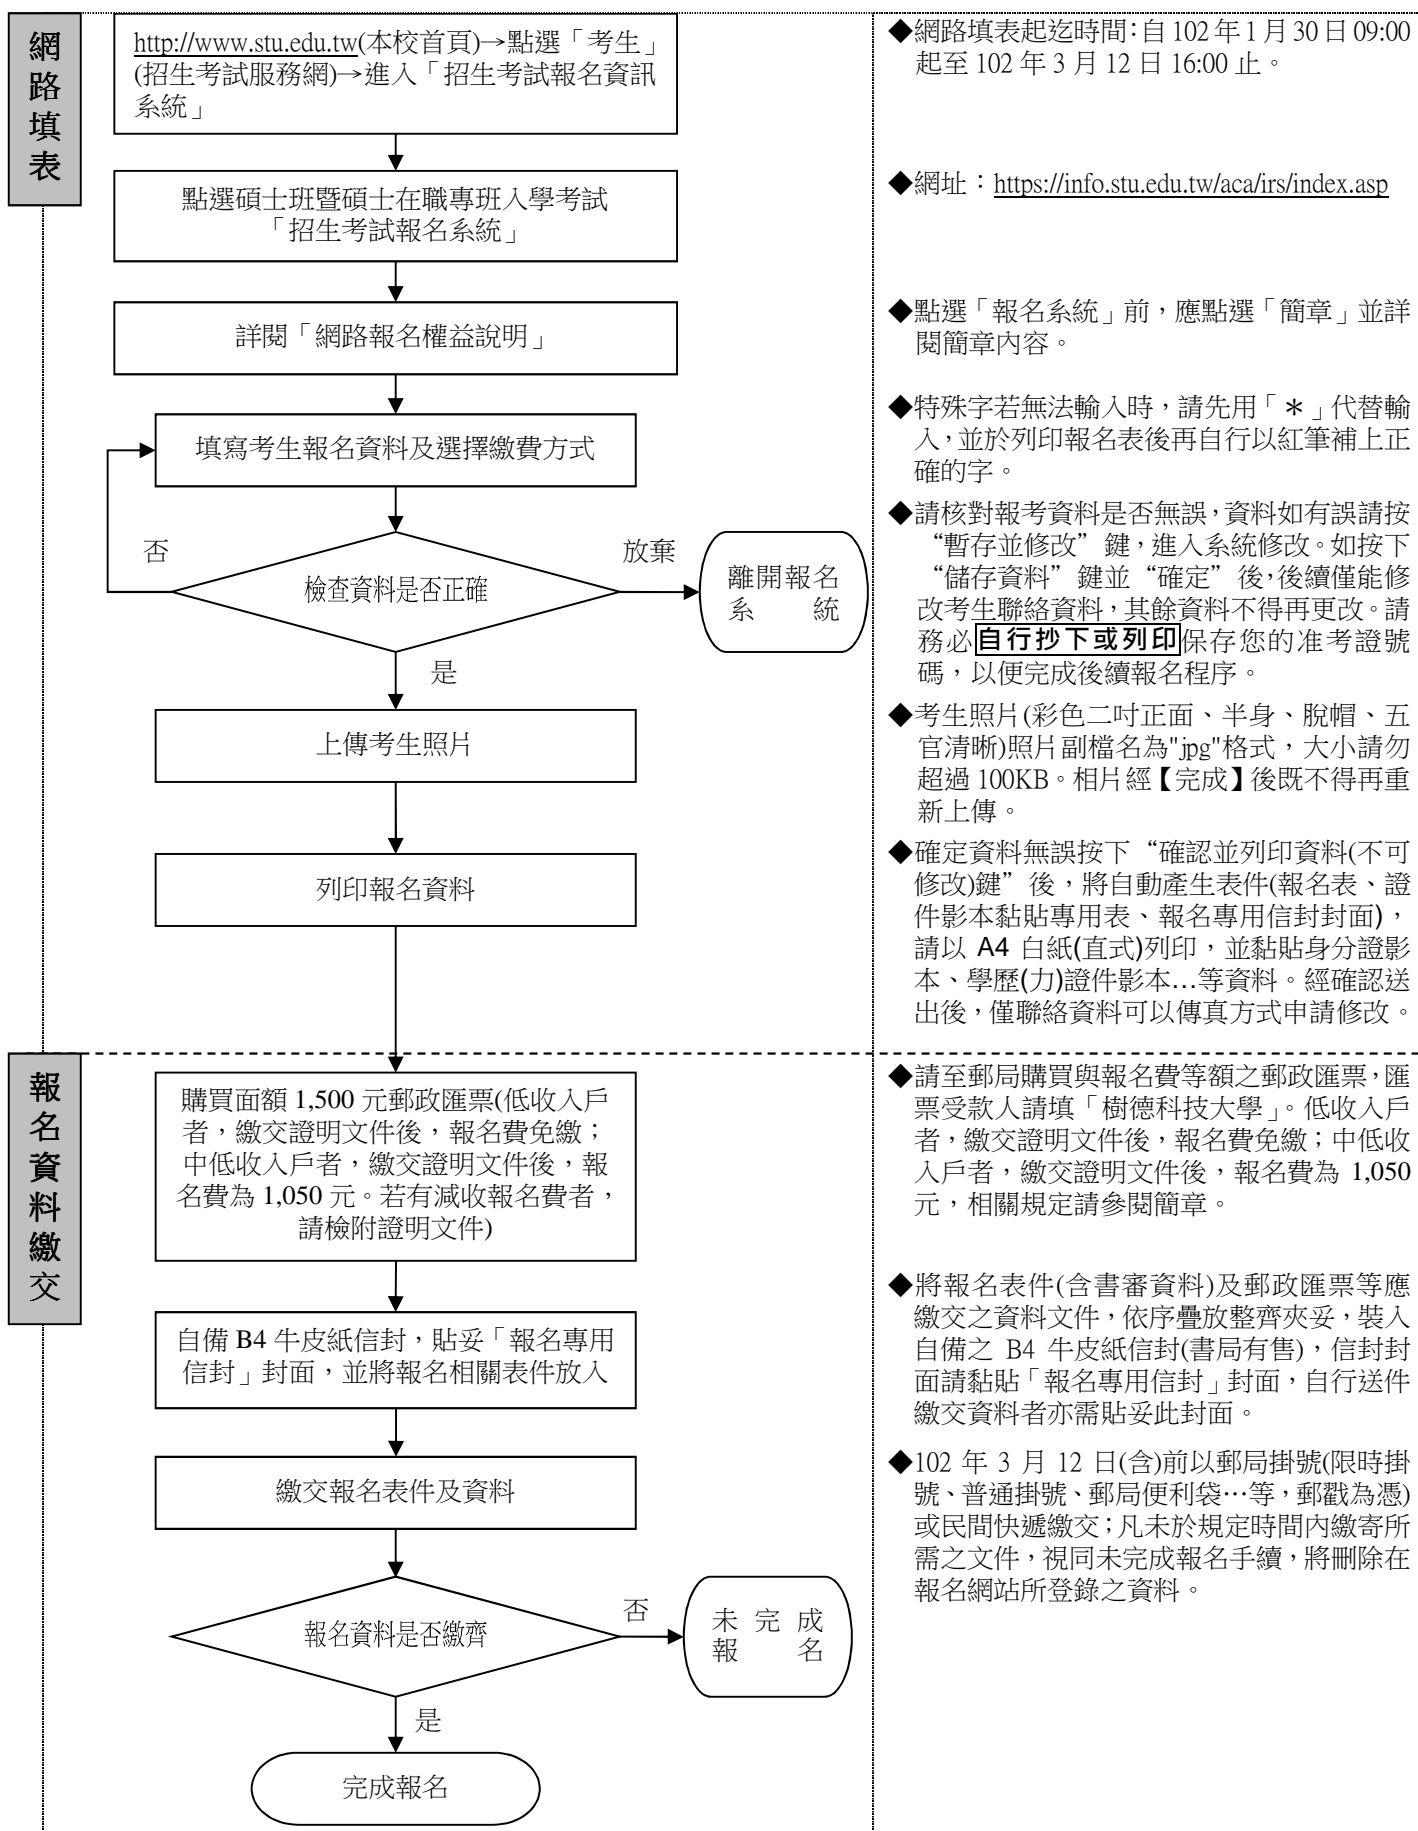 網路填表
http://www.stu.edu.tw(本校首頁)→點選「考生」
(招生考試服務網)→進入「招生考試報名資訊
系統」
點選碩士班暨碩士在職專班入學考試
「招生考試報名系統」
詳閱「網路報名權益說明」
填寫考生報名資料及選擇繳費方式
否
檢查資料是否正確
放棄
離開報名
系統
是
上傳考生照片
列印報名資料
◆網路填表起迄時間:自 102 年 1 月 30 日 09:00
起至 102 年 3 月 12 日 16:00 止。
◆網址：https://info.stu.edu.tw/aca/irs/index.asp
◆點選「報名系統」前，應點選「簡章」並詳
閱簡章內容。
◆特殊字若無法輸入時，請先用「＊」代替輸
入，並於列印報名表後再自行以紅筆補上正
確的字。
◆請核對報考資料是否無誤，資料如有誤請按
“暫存並修改”鍵，進入系統修改。如按下
“儲存資料”鍵並“確定”後，後續僅能修
改考生聯絡資料，其餘資料不得再更改。請
務必自行抄下或列印保存您的准考證號
碼，以便完成後續報名程序。
◆考生照片(彩色二吋正面、半身、脫帽、五
官清晰)照片副檔名為"jpg"格式，大小請勿
超過 100KB。相片經【完成】後既不得再重
新上傳。
◆確定資料無誤按下“確認並列印資料(不可
修改)鍵”後，將自動產生表件(報名表、證
件影本黏貼專用表、報名專用信封封面)，
請以 A4 白紙(直式)列印，並黏貼身分證影
本、學歷(力)證件影本…等資料。經確認送
出後，僅聯絡資料可以傳真方式申請修改。
報名資料繳交
購買面額 1,500 元郵政匯票(低收入戶
者，繳交證明文件後，報名費免繳；
中低收入戶者，繳交證明文件後，報
名費為 1,050 元。若有減收報名費者，
請檢附證明文件)
自備 B4 牛皮紙信封，貼妥「報名專用
信封」封面，並將報名相關表件放入
繳交報名表件及資料
報名資料是否繳齊
否
未完成
報名
是
完成報名
◆請至郵局購買與報名費等額之郵政匯票，匯
票受款人請填「樹德科技大學」。低收入戶
者，繳交證明文件後，報名費免繳；中低收
入戶者，繳交證明文件後，報名費為 1,050
元，相關規定請參閱簡章。
◆將報名表件(含書審資料)及郵政匯票等應
繳交之資料文件，依序疊放整齊夾妥，裝入
自備之 B4 牛皮紙信封(書局有售)，信封封
面請黏貼「報名專用信封」封面，自行送件
繳交資料者亦需貼妥此封面。
◆102 年 3 月 12 日(含)前以郵局掛號(限時掛
號、普通掛號、郵局便利袋…等，郵戳為憑)
或民間快遞繳交；凡未於規定時間內繳寄所
需之文件，視同未完成報名手續，將刪除在
報名網站所登錄之資料。